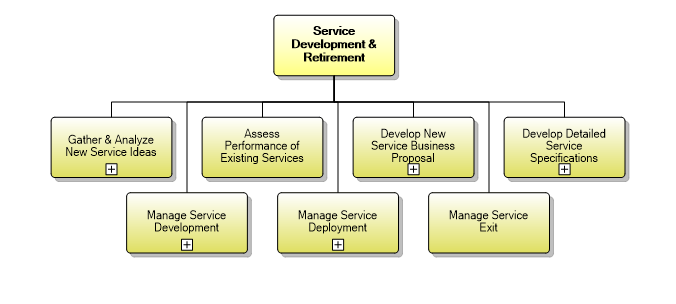 Service
Development &
Retirement
Gather & Analyze
New Service Ideas
Assess
Performance of
Existing Services
Develop New
Service Business
Proposal
Develop Detailed
Service
Specifications
Manage Service
Development
Manage Service
Deployment
Manage Service
Exit